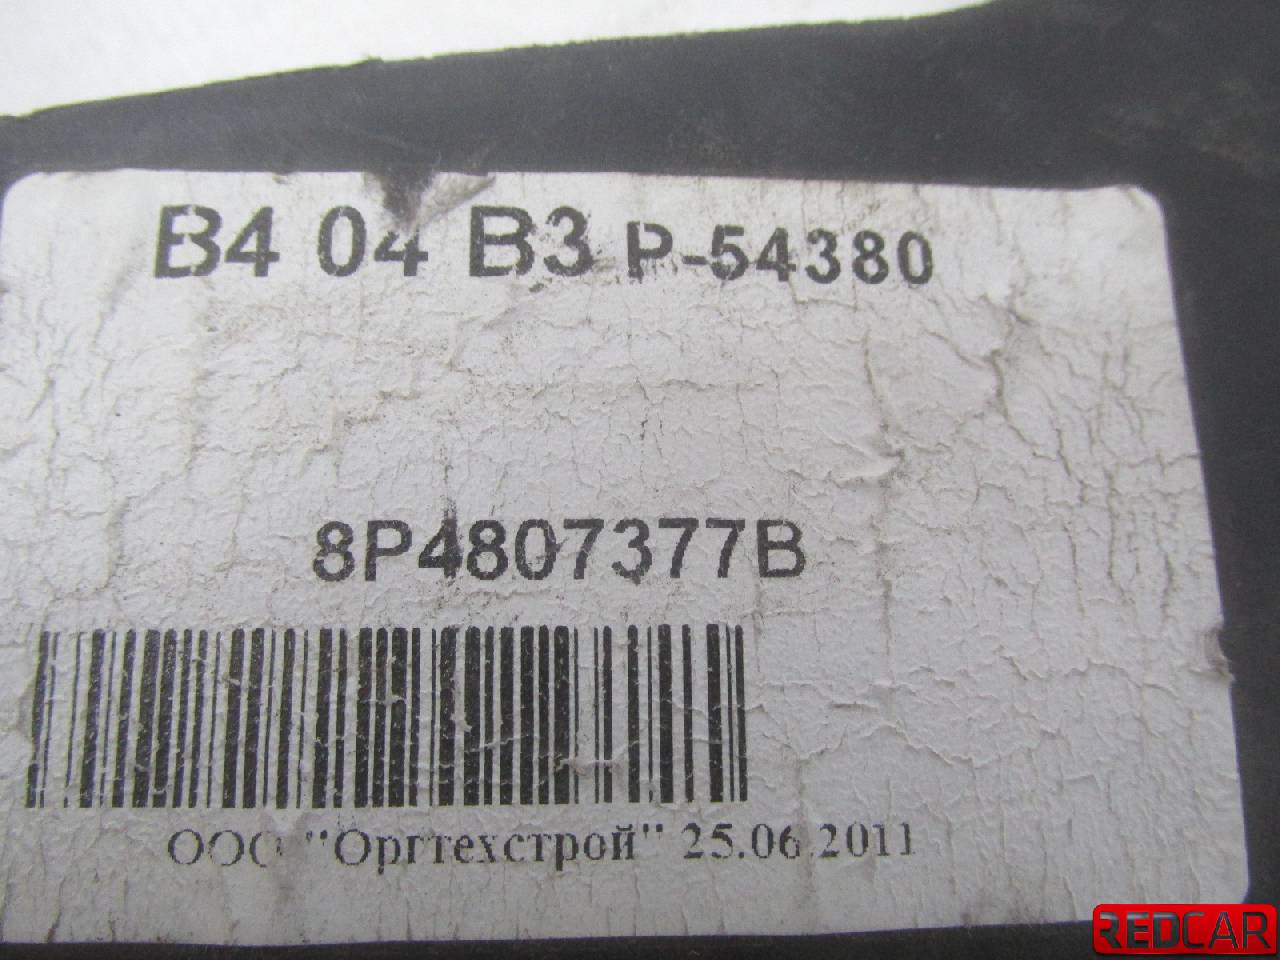 B4 04 B3 P-54380
8P4807377B
ООО "Оргтехстрой" 25.06.2011
REDCAR